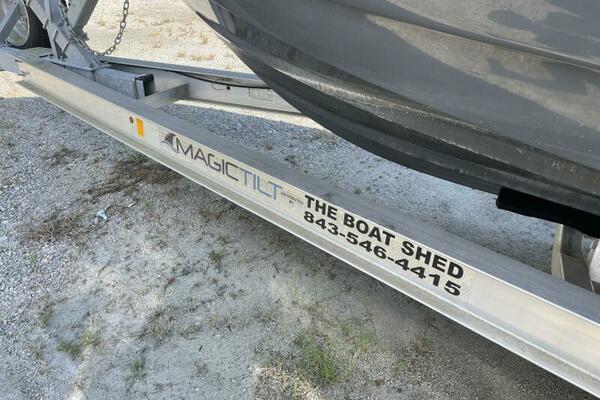 MAGICTILT
THE BOAT SHED
843-546-4415